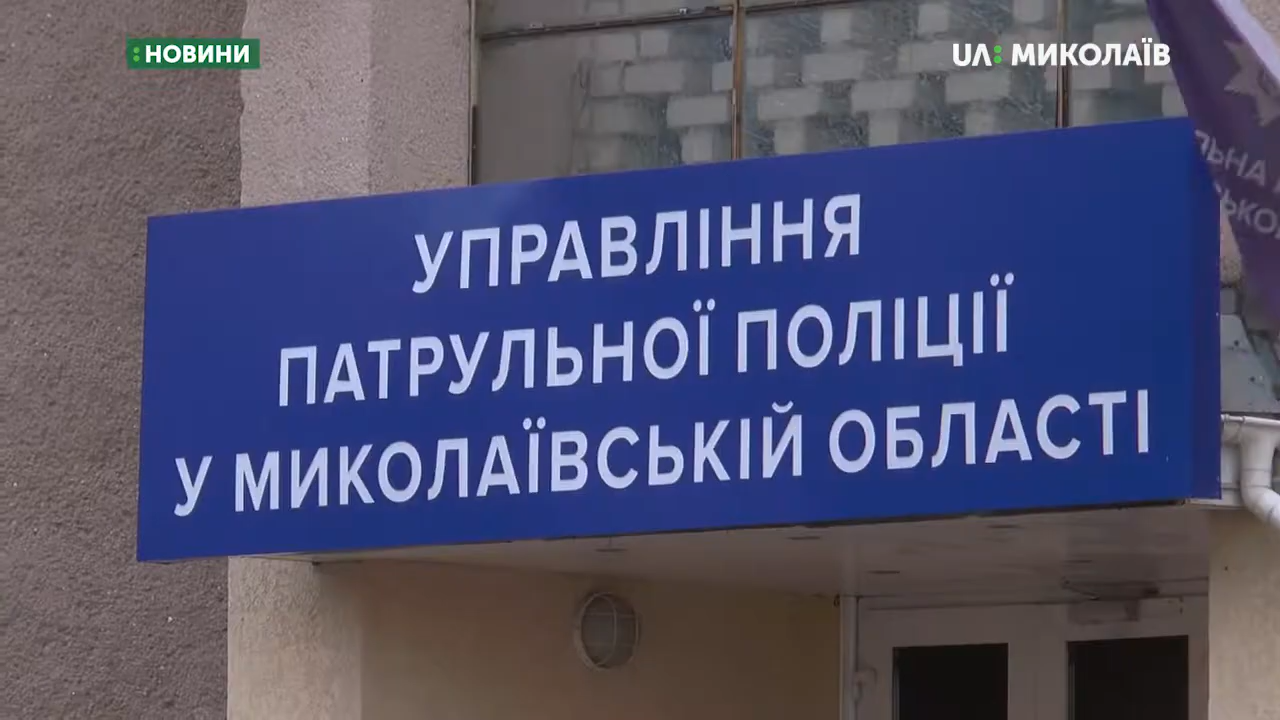 :НОВИНИ
UA: МИКОЛАЇВ
УПРАВЛІННЯ
ПАТРУЛЬНОЇ ПОЛІЦІЇ
У МИКОЛАЇВСЬКІЙ ОБЛАСТІ